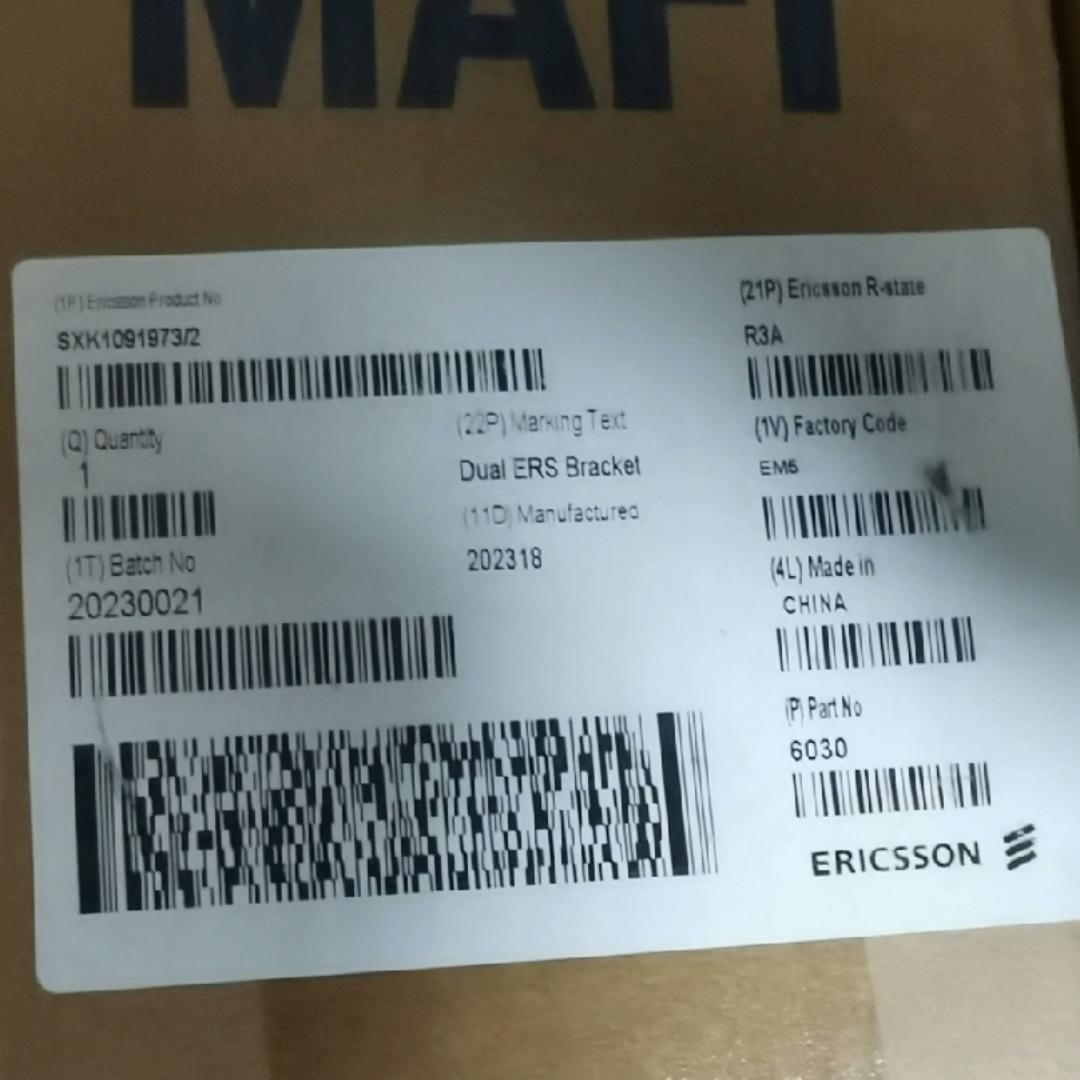 MAFI
(1P) Ericsson Product No
SXK1091973/2
(21P) Ericsson R-state
R3A
(Q) Quantity
1
(22P) Marking Text
Dual ERS Bracket
(1V) Factory Code
EM6
(1T) Batch No
20230021
(11D) Manufactured
202318
(4L) Made in
CHINA
(P) Part No
6030
ERICSSON